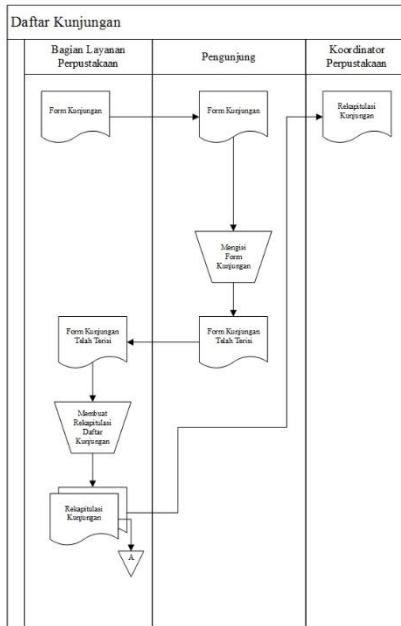 Daftar Kunjungan
Bagian Layanan
Perpustakaan
Pengunjung
Koordinator
Perpustakaan
Form Kunjungan
Form Kunjungan
Rekapitulasi
Kunjungan
Mengisi
Form
Kunjungan
Form Kunjungan
Telah Terisi
Form Kunjungan
Telah Terisi
Membuat
Rekapitulasi
Daftar
Kunjungan
Rekapitulasi
Kunjungan
A